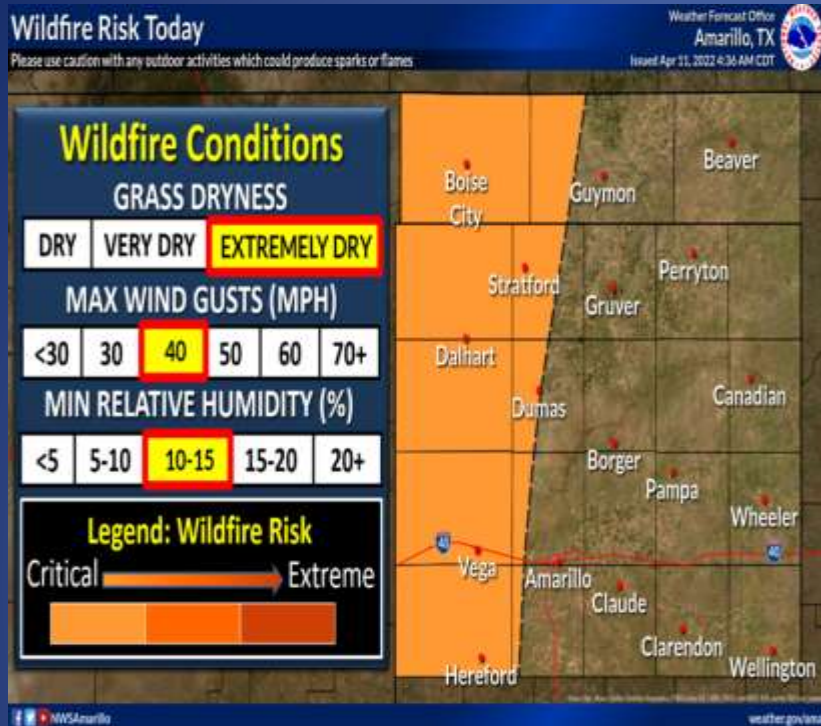 Wildfire Risk Today
Please use caution with any outdoor activities which could produce sparks or flames
Weather Forecast Office
Amarillo, TX
Issued Apr 11, 2022 4:36 AM CDT
Wildfire Conditions
GRASS DRYNESS
DRY VERY DRY EXTREMELY DRY
MAX WIND GUSTS (MPH)
<30 30 40 50 60 70+
MIN RELATIVE HUMIDITY (%)
<5 5-10 10-15 15-20 20+
Legend: Wildfire Risk
Critical Extreme
Boise City
Guymon
Beaver
Stratford
Gruver
Perryton
Dalhart
Dumas
Canadian
Borger
Pampa
Wheeler
40
Vega
Amarillo
40
Claude
Clarendon
Hereford
Wellington
NWSAmarillo
weather.gov/ama